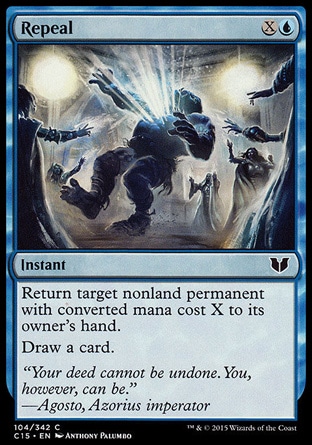 Repeal X
Instant
Return target nonland permanent
with converted mana cost X to its
owner's hand.
Draw a card.
“Your deed cannot be undone. You,
however, can be.”
—Agosto, Azorius imperator
104/342 C
C15 • EN Anthony Palumbo ™ & © 2015 Wizards of the Coast